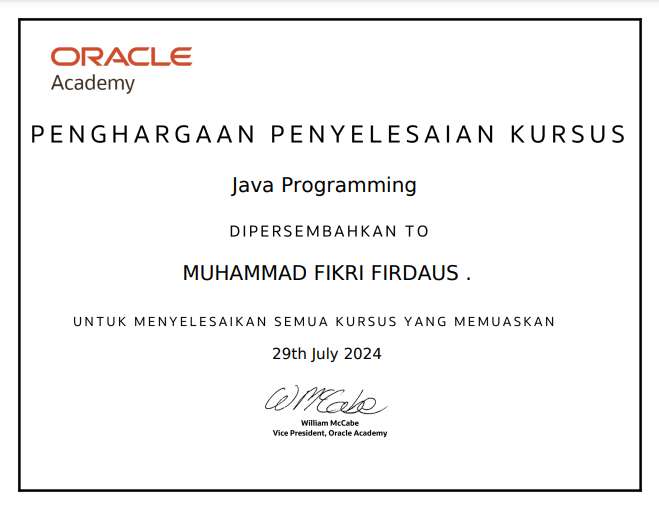 ORACLE
Academy
PENGHARGAAN PENYELESAIAN KURSUS
Java Programming
DIPERSEMBAHKAN TO
MUHAMMAD FIKRI FIRDAUS .
UNTUK MENYELESAIKAN SEMUA KURSUS YANG MEMUASKAN
29th July 2024
WMcCabe
William McCabe
Vice President, Oracle Academy